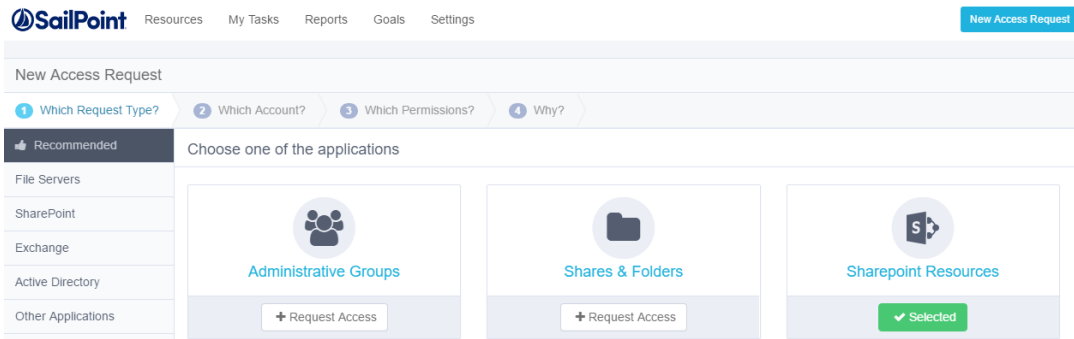 SailPoint Resources My Tasks Reports Goals Settings New Access Request
New Access Request
1 Which Request Type? 2 Which Account? 3 Which Permissions? 4 Why?
Recommended
Choose one of the applications
File Servers
SharePoint
Exchange
Active Directory
Other Applications
Administrative Groups Shares & Folders Sharepoint Resources
+ Request Access + Request Access Selected